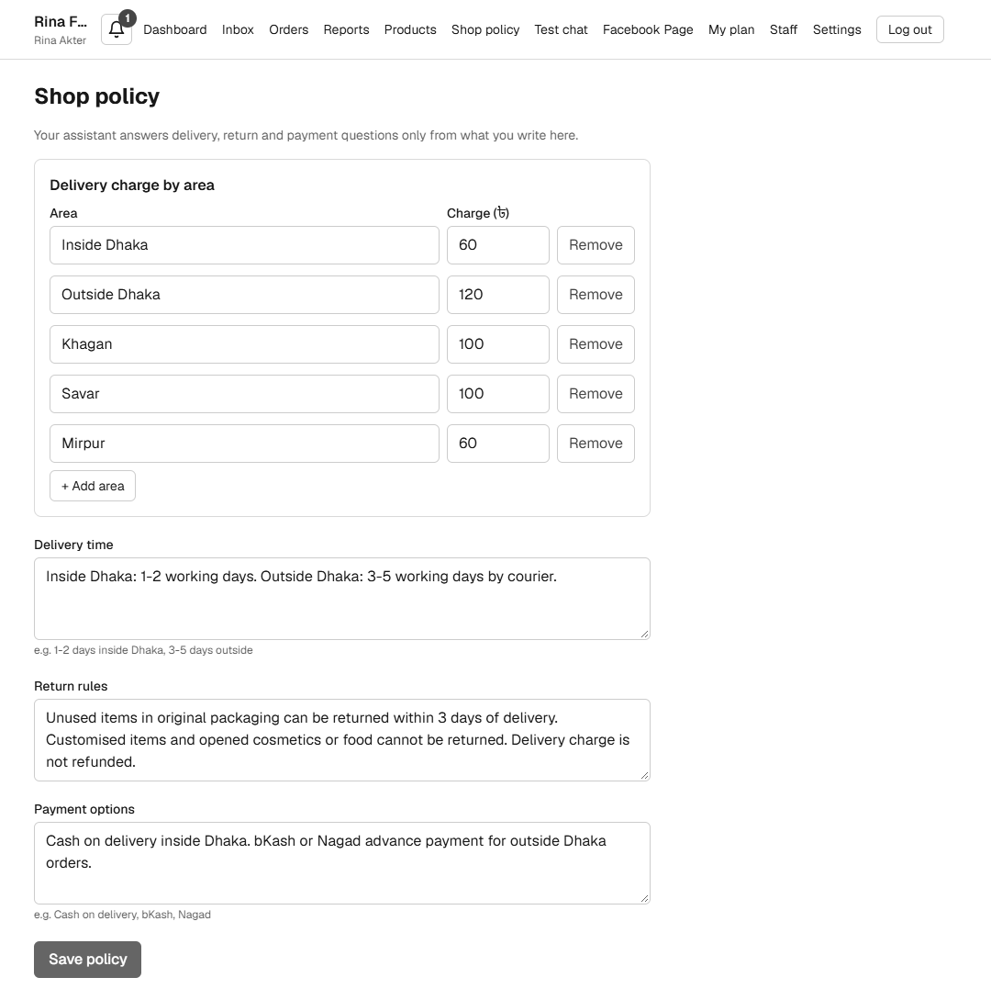 Rina F...
Rina Akter
1
Dashboard Inbox Orders Reports Products Shop policy Test chat Facebook Page My plan Staff Settings Log out
Shop policy
Your assistant answers delivery, return and payment questions only from what you write here.
Delivery charge by area
Area Charge (৳)
Inside Dhaka 60 Remove
Outside Dhaka 120 Remove
Khagan 100 Remove
Savar 100 Remove
Mirpur 60 Remove
+ Add area
Delivery time
Inside Dhaka: 1-2 working days. Outside Dhaka: 3-5 working days by courier.
e.g. 1-2 days inside Dhaka, 3-5 days outside
Return rules
Unused items in original packaging can be returned within 3 days of delivery.
Customised items and opened cosmetics or food cannot be returned. Delivery charge is
not refunded.
Payment options
Cash on delivery inside Dhaka. bKash or Nagad advance payment for outside Dhaka
orders.
e.g. Cash on delivery, bKash, Nagad
Save policy